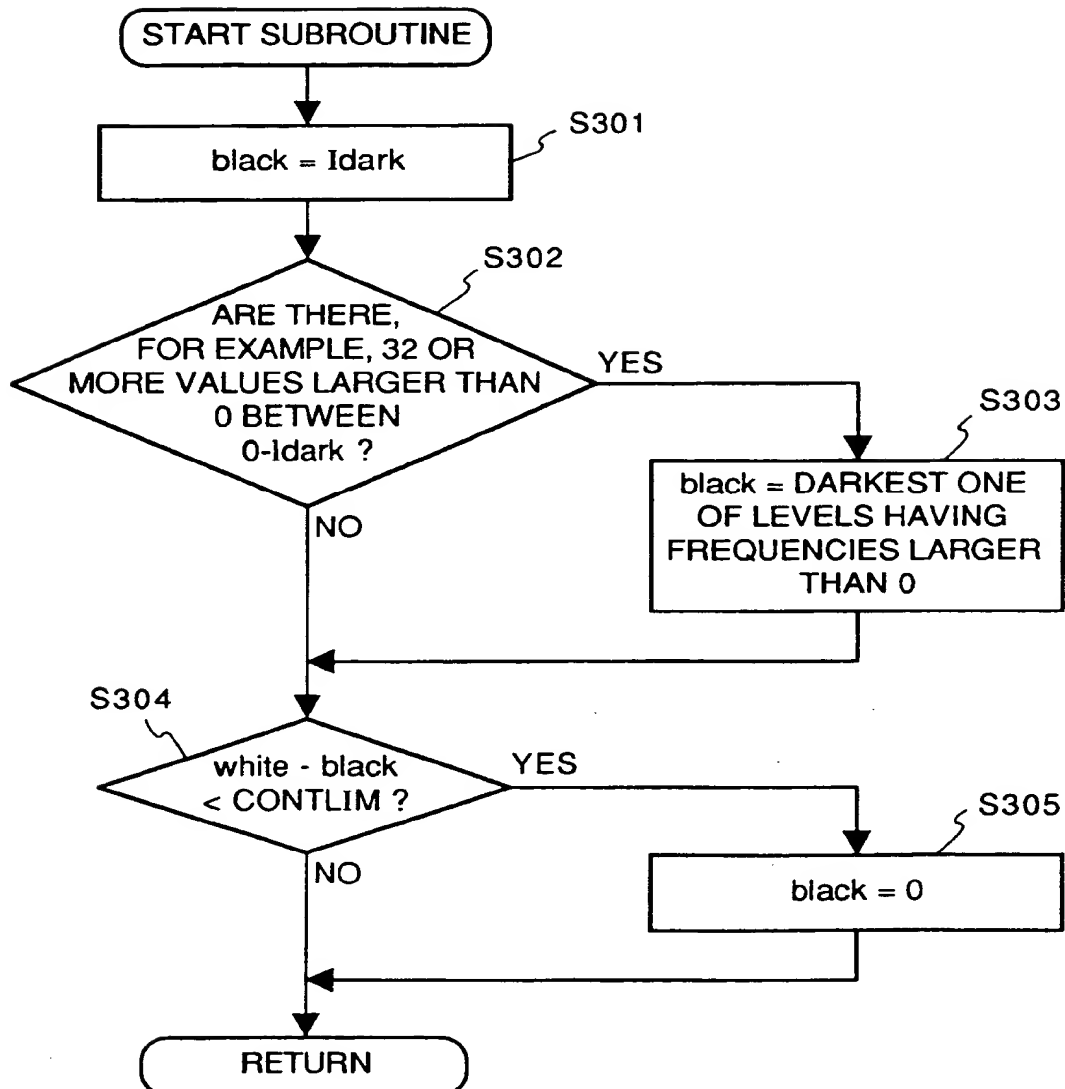 START SUBROUTINE
S301
black = Idark
S302
ARE THERE,
FOR EXAMPLE, 32 OR
MORE VALUES LARGER THAN
0 BETWEEN
0-Idark ?
YES
S303
black = DARKEST ONE
OF LEVELS HAVING
FREQUENCIES LARGER
THAN 0
NO
S304
white - black
< CONTLIM ?
YES
S305
black = 0
NO
RETURN